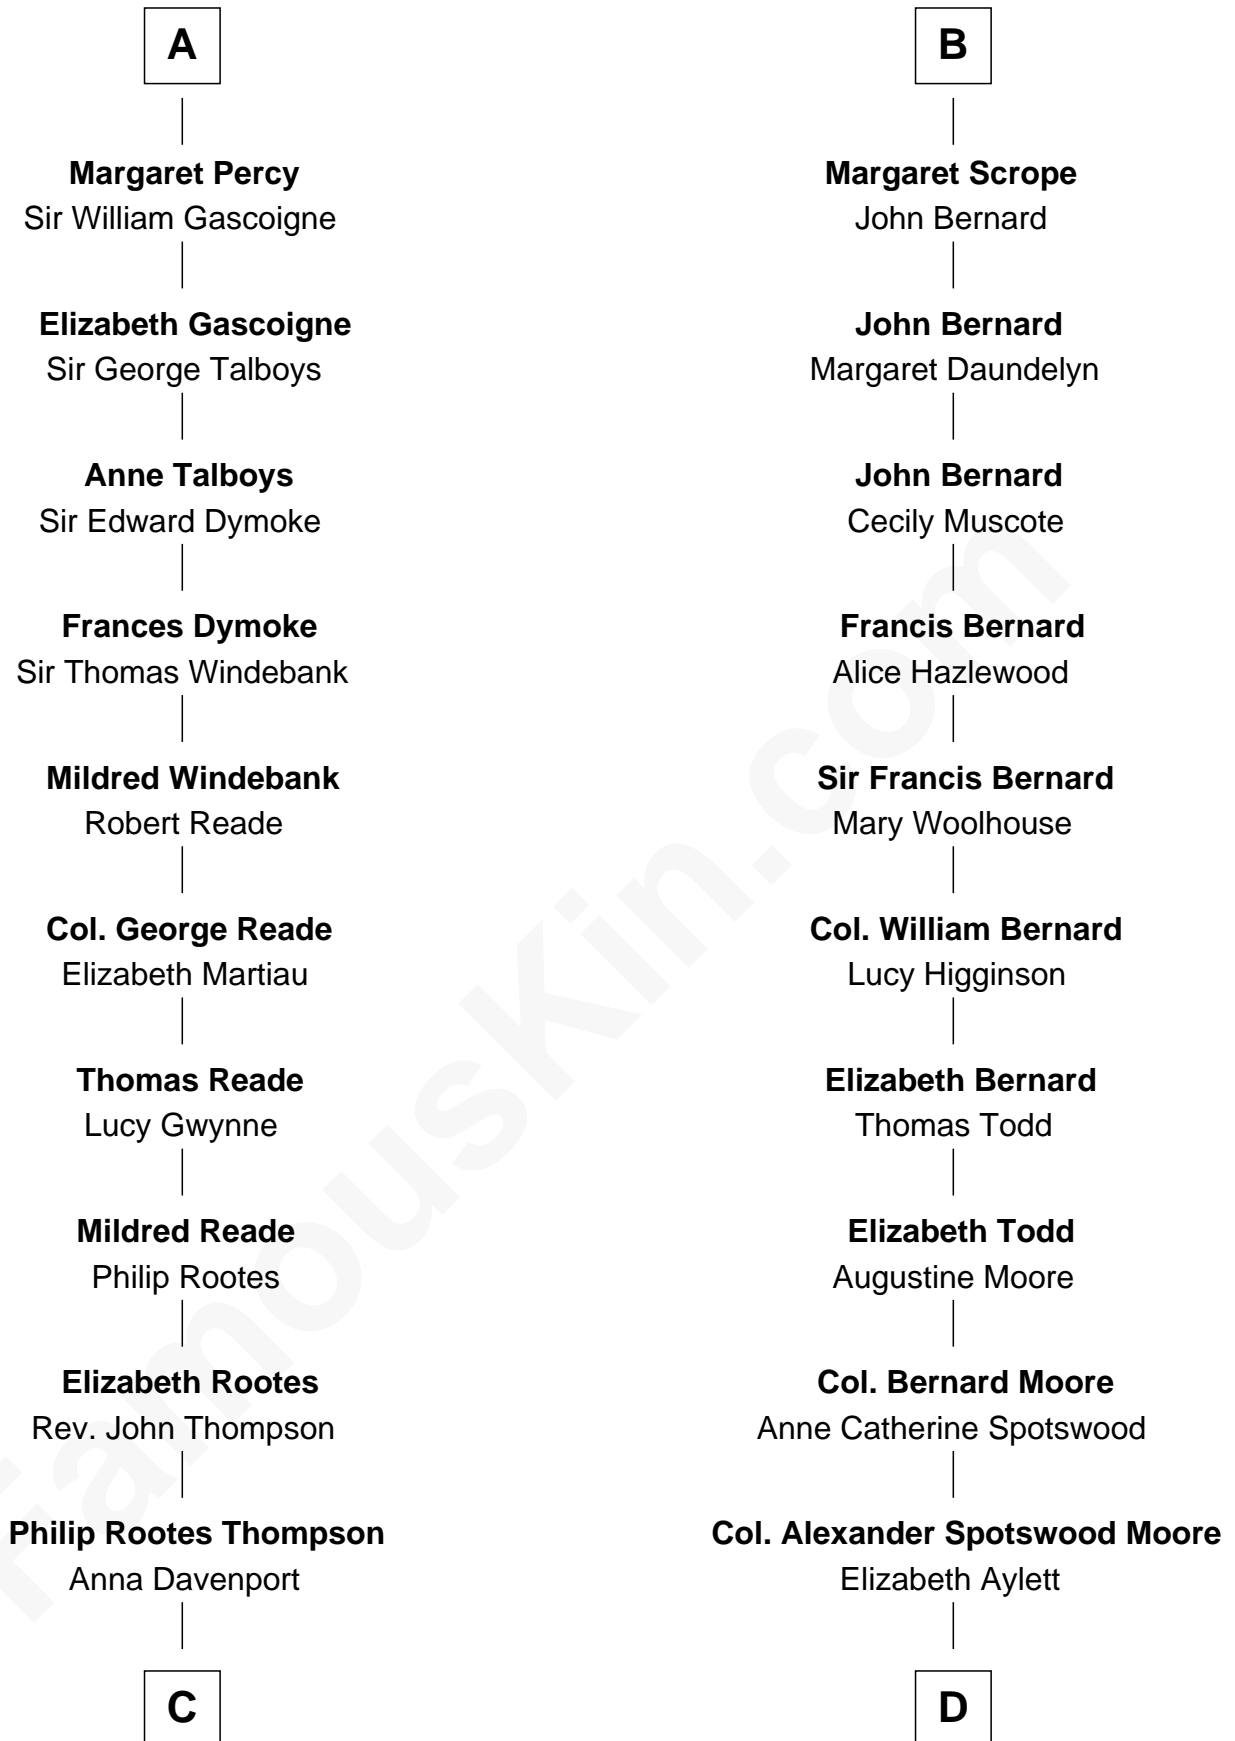 A
Margaret Percy
Sir William Gascoigne
Elizabeth Gascoigne
Sir George Talboys
Anne Talboys
Sir Edward Dymoke
Frances Dymoke
Sir Thomas Windebank
Mildred Windebank
Robert Reade
Col. George Reade
Elizabeth Martiau
Thomas Reade
Lucy Gwynne
Mildred Reade
Philip Rootes
Elizabeth Rootes
Rev. John Thompson
Philip Rootes Thompson
Anna Davenport
C
B
Margaret Scrope
John Bernard
John Bernard
Margaret Daundelyn
John Bernard
Cecily Muscote
Francis Bernard
Alice Hazlewood
Sir Francis Bernard
Mary Woolhouse
Col. William Bernard
Lucy Higginson
Elizabeth Bernard
Thomas Todd
Elizabeth Todd
Augustine Moore
Col. Bernard Moore
Anne Catherine Spotswood
Col. Alexander Spotswood Moore
Elizabeth Aylett
D
FamousKin.com